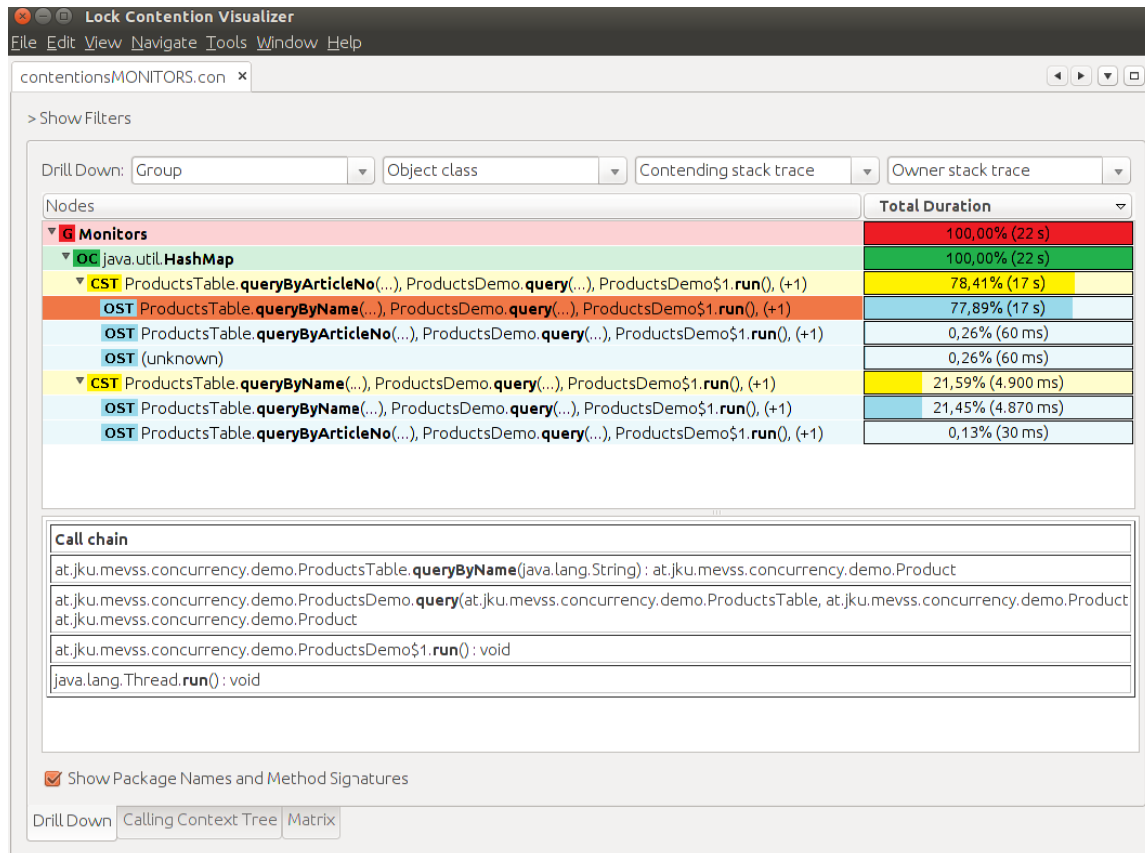 Lock Contention Visualizer
File Edit View Navigate Tools Window Help
contentionsMONITORS.con ×
> Show Filters
Drill Down: Group Object class Contending stack trace Owner stack trace
Nodes Total Duration
G Monitors 100,00% (22 s)
OC java.util.HashMap 100,00% (22 s)
CST ProductsTable.queryByArticleNo(...), ProductsDemo.query(...), ProductsDemo$1.run(), (+1) 78,41% (17 s)
OST ProductsTable.queryByName(...), ProductsDemo.query(...), ProductsDemo$1.run(), (+1) 77,89% (17 s)
OST ProductsTable.queryByArticleNo(...), ProductsDemo.query(...), ProductsDemo$1.run(), (+1) 0,26% (60 ms)
OST (unknown) 0,26% (60 ms)
CST ProductsTable.queryByName(...), ProductsDemo.query(...), ProductsDemo$1.run(), (+1) 21,59% (4.900 ms)
OST ProductsTable.queryByName(...), ProductsDemo.query(...), ProductsDemo$1.run(), (+1) 21,45% (4.870 ms)
OST ProductsTable.queryByArticleNo(...), ProductsDemo.query(...), ProductsDemo$1.run(), (+1) 0,13% (30 ms)
Call chain
at.jku.mevss.concurrency.demo.ProductsTable.queryByName(java.lang.String) : at.jku.mevss.concurrency.demo.Product
at.jku.mevss.concurrency.demo.ProductsDemo.query(at.jku.mevss.concurrency.demo.ProductsTable, at.jku.mevss.concurrency.demo.Product
at.jku.mevss.concurrency.demo.Product
at.jku.mevss.concurrency.demo.ProductsDemo$1.run() : void
java.lang.Thread.run() : void
Show Package Names and Method Signatures
Drill Down Calling Context Tree Matrix